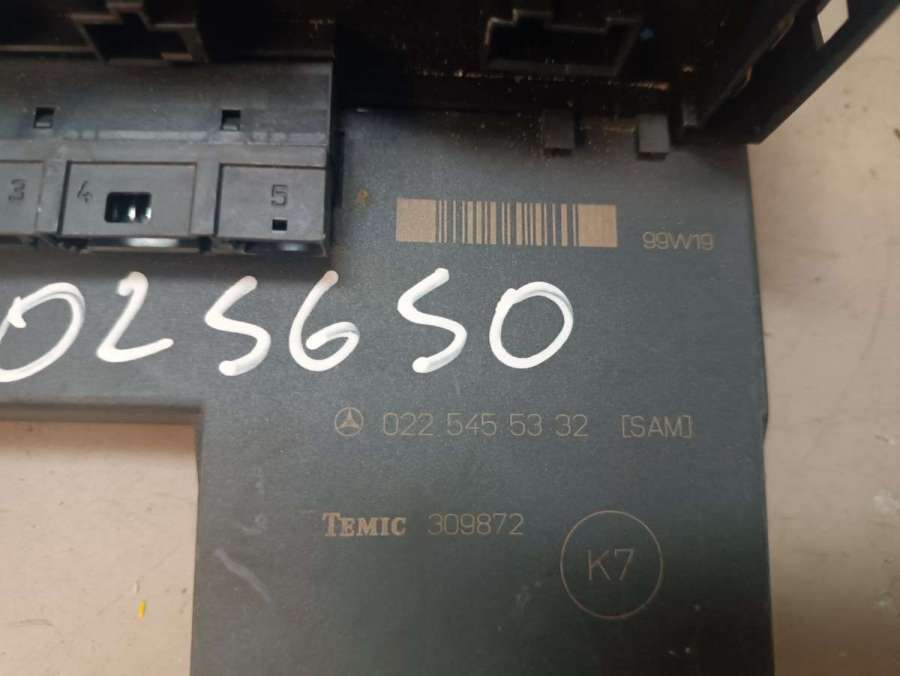 3 4 5
99W19
025650
022 545 53 32 [SAM]
TEMIC 309872
K7